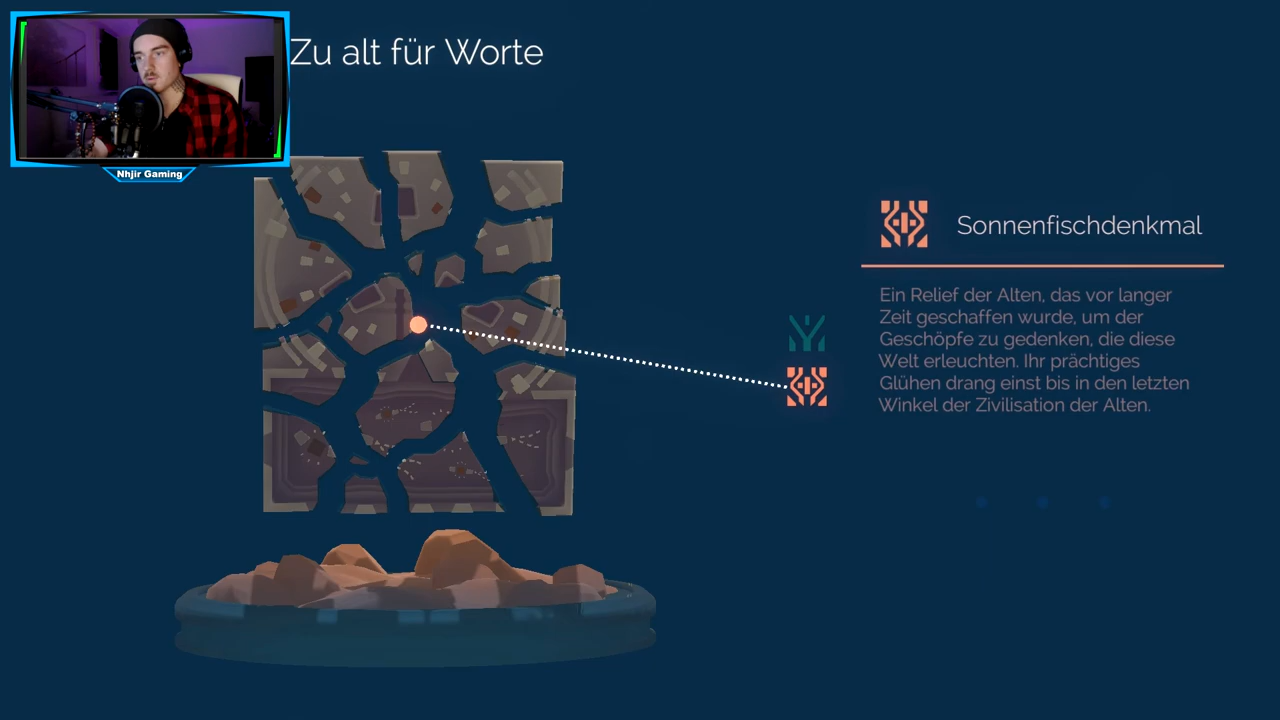 Zu alt für Worte
Nhjir Gaming
Sonnenfischdenkmal
Ein Relief der Alten, das vor langer
Zeit geschaffen wurde, um der
Geschöpfe zu gedenken, die diese
Welt erleuchten. Ihr prächtiges
Glühen drang einst bis in den letzten
Winkel der Zivilisation der Alten.